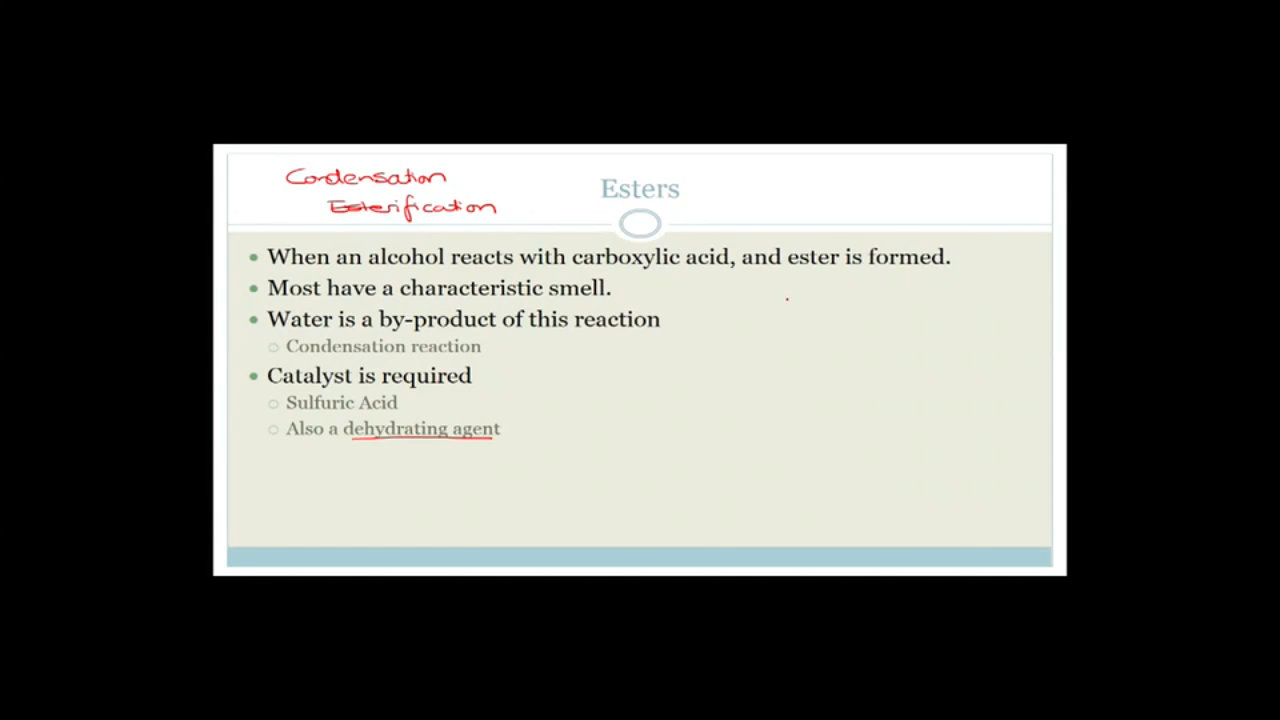 Condensation
Esterification
Esters
• When an alcohol reacts with carboxylic acid, and ester is formed.
• Most have a characteristic smell.
• Water is a by-product of this reaction
○ Condensation reaction
• Catalyst is required
○ Sulfuric Acid
○ Also a dehydrating agent